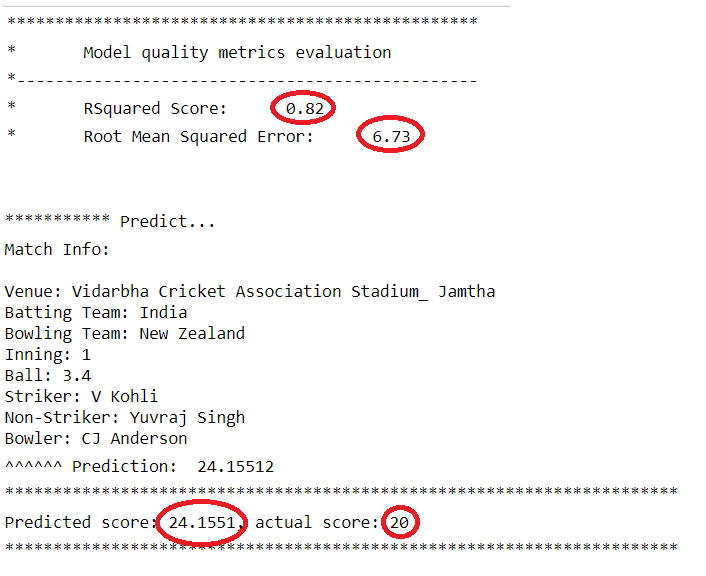 *************************************************
* Model quality metrics evaluation
*------------------------------------------------
* RSquared Score: 0.82
* Root Mean Squared Error: 6.73
*********** Predict...
Match Info:
Venue: Vidarbha Cricket Association Stadium_ Jamtha
Batting Team: India
Bowling Team: New Zealand
Inning: 1
Ball: 3.4
Striker: V Kohli
Non-Striker: Yuvraj Singh
Bowler: CJ Anderson
^^^^^^ Prediction: 24.15512
**********************************************************************
Predicted score: 24.1551, actual score: 20
**********************************************************************